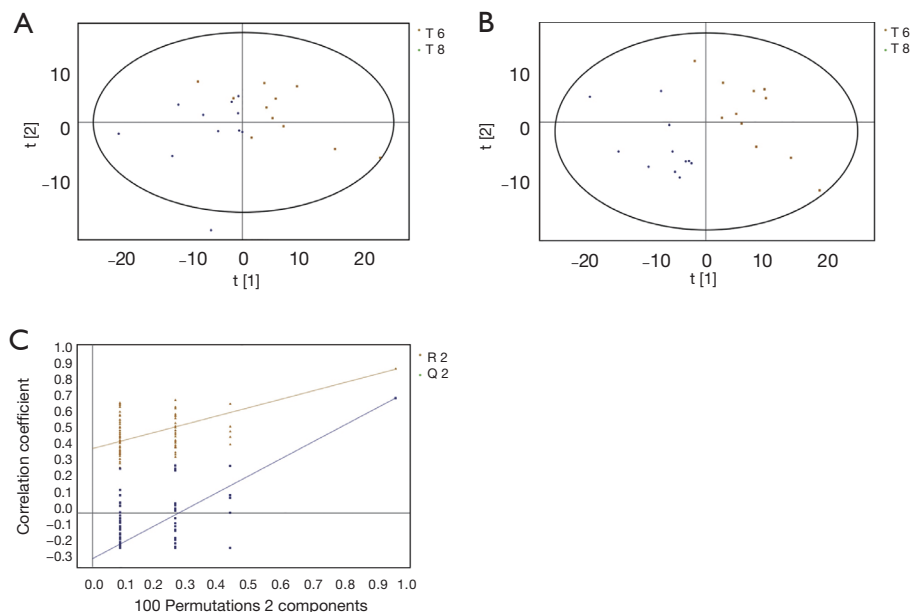 A
T 6
T 8
10
0
−10
t [2]
−20
−10
0
10
20
t [1]
B
T 6
T 8
10
0
−10
t [2]
−20
−10
0
10
20
t [1]
C
1.0
0.9
0.8
0.7
0.6
0.5
0.4
0.3
0.2
0.1
0.0
−0.1
−0.2
−0.3
Correlation coefficient
R 2
Q 2
0.0 0.1 0.2 0.3 0.4 0.5 0.6 0.7 0.8 0.9 1.0
100 Permutations 2 components